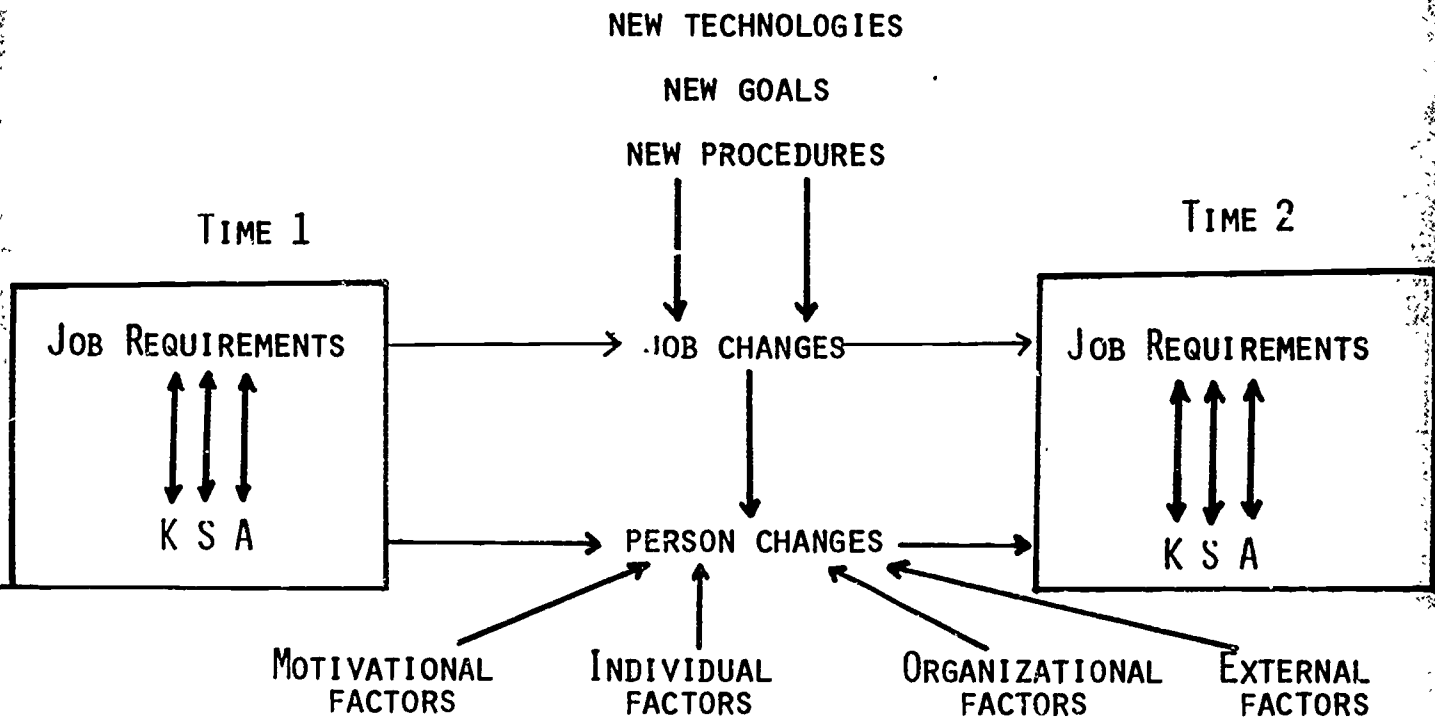 NEW TECHNOLOGIES
NEW GOALS
NEW PROCEDURES
TIME 1
TIME 2
JOB REQUIREMENTS
JOB CHANGES
JOB REQUIREMENTS
K S A
PERSON CHANGES
K S A
MOTIVATIONAL
FACTORS
INDIVIDUAL
FACTORS
ORGANIZATIONAL
FACTORS
EXTERNAL
FACTORS